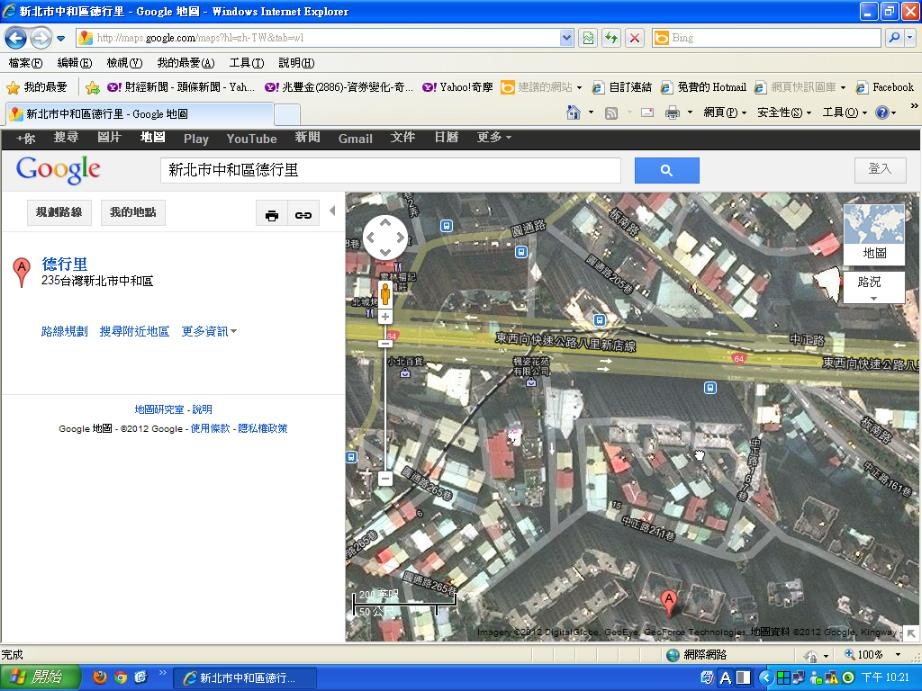 新北市中和區德行里 - Google 地圖 - Windows Internet Explorer
http://maps.google.com/maps?hl=zh-TW&tab=wl
Bing
檔案(F) 編輯(E) 檢視(V) 我的最愛(A) 工具(T) 說明(H)
我的最愛 財經新聞 - 頭條新聞 - Yah... 兆豐金(2886)-資券變化-奇... Yahoo!奇摩 建議的網站 自訂連結 免費的 Hotmail 網頁快訊圖庫 Facebook
新北市中和區德行里 - Google 地圖
網頁(P) 安全性(S) 工具(O)
+你 搜尋 圖片 地圖 Play YouTube 新聞 Gmail 文件 日曆 更多
Google
新北市中和區德行里
登入
規劃路線 我的地點
A
德行里
235台灣新北市中和區
路線規劃 搜尋附近地區 更多資訊
地圖研究室 - 說明
Google 地圖 - ©2012 Google - 使用條款 - 隱私權政策
地圖
路況
圓通路
板南路
圓通路205巷
64
東西向快速公路八里新店線
中正路
64
東西向快速公路八里
小北百貨
楓姿花苑
有限公司
板南路
中正路167巷
中正路161巷
圓通路265巷
6
15
中正路211巷
圓通路265巷
A
200 英呎
50 公尺
Imagery ©2012 DigitalGlobe, GeoEye, GeoForce Technologies, 地圖資料 ©2012 Google, Kingway
完成
網際網路
100%
開始
新北市中和區德行...
A
下午 10:21